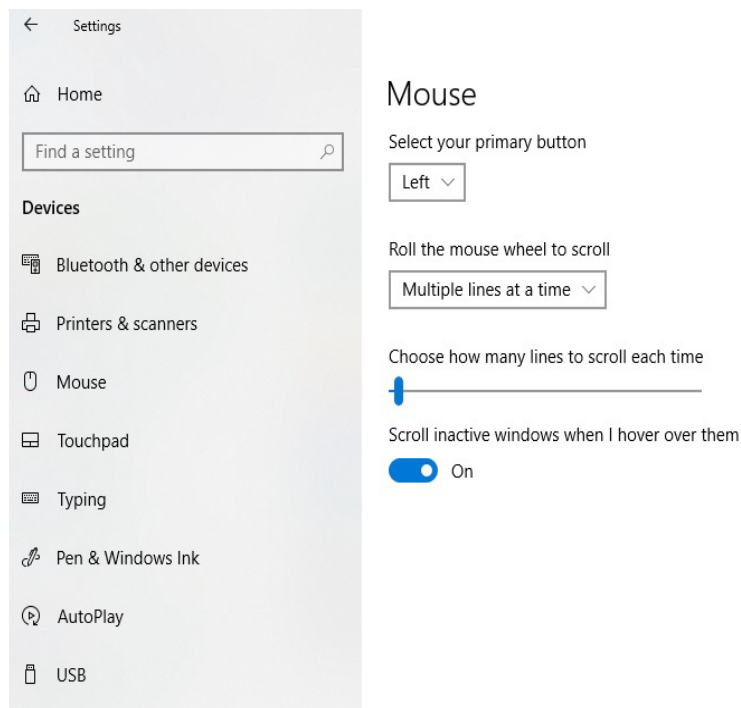 Settings
Home
Find a setting
Devices
Bluetooth & other devices
Printers & scanners
Mouse
Touchpad
Typing
Pen & Windows Ink
AutoPlay
USB
Mouse
Select your primary button
Left
Roll the mouse wheel to scroll
Multiple lines at a time
Choose how many lines to scroll each time
Scroll inactive windows when I hover over them
On